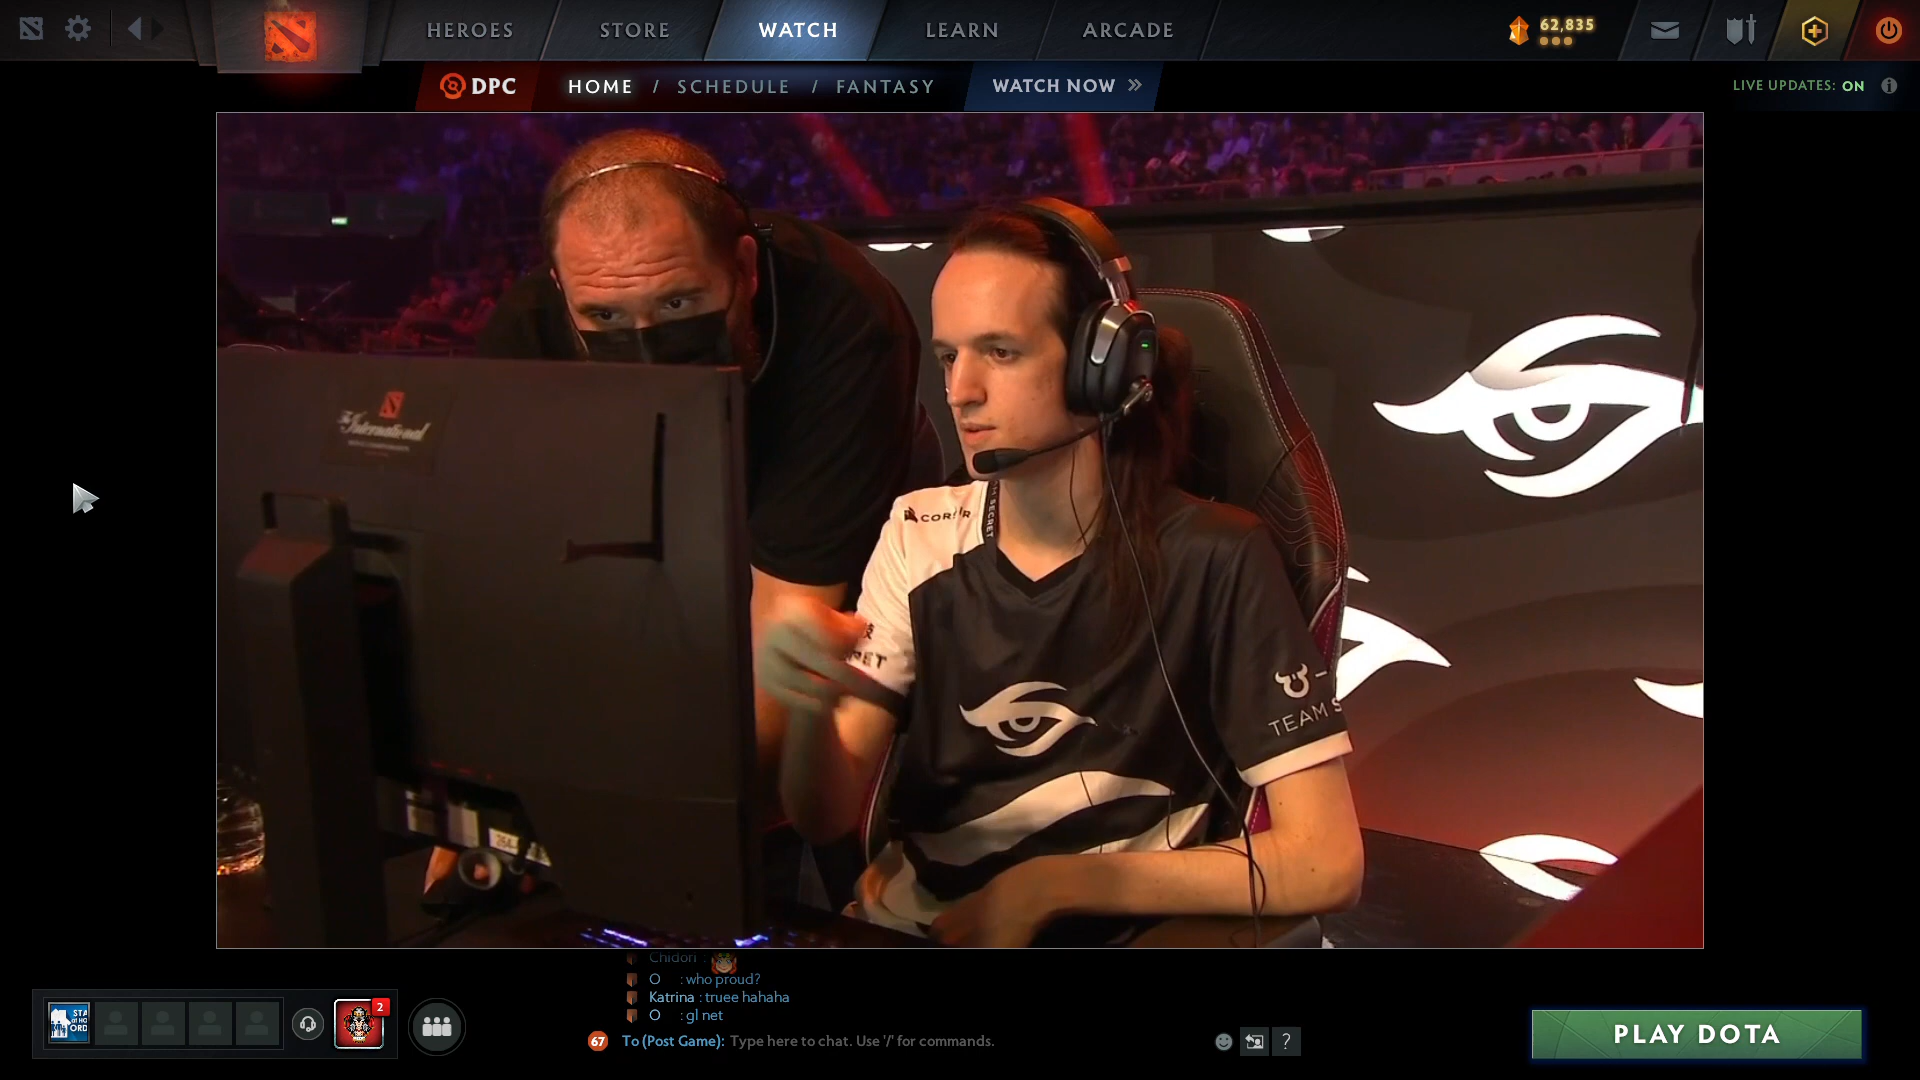 HEROES
STORE
WATCH
LEARN
ARCADE
62,835
DPC
HOME / SCHEDULE / FANTASY
WATCH NOW
LIVE UPDATES: ON
The International
CORSAIR
SECRET
TEAM S
Chidori :
O : who proud?
Katrina : truee hahaha
O : gl net
2
67
To (Post Game): Type here to chat. Use '/' for commands.
?
PLAY DOTA